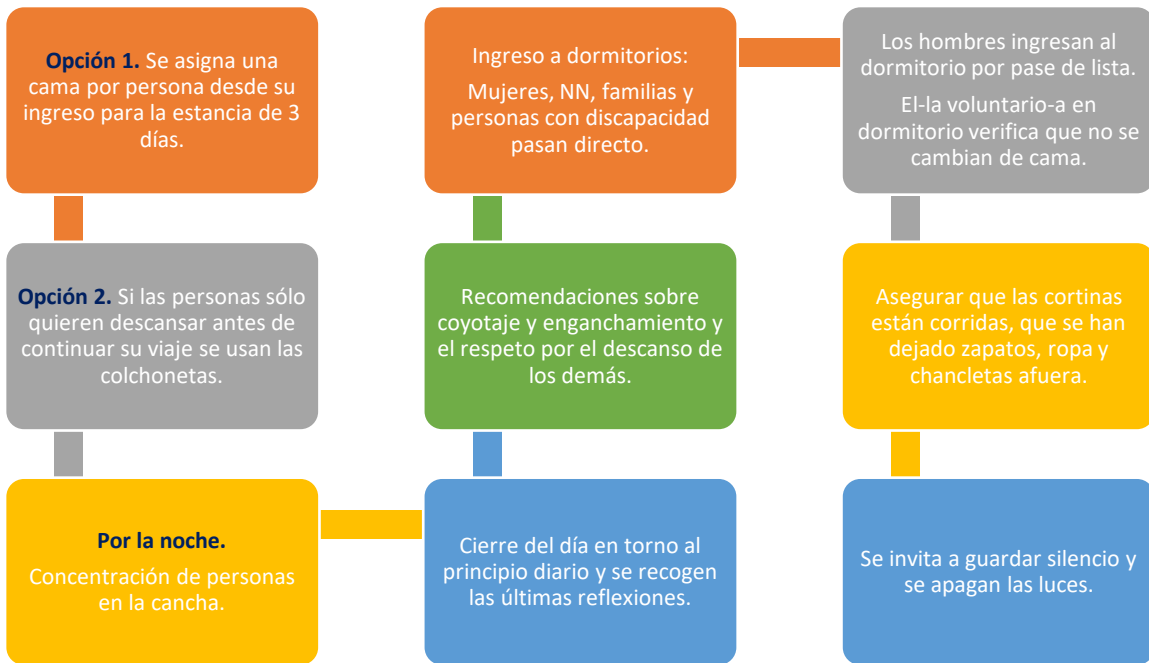 Opción 1. Se asigna una
cama por persona desde su
ingreso para la estancia de 3
días.
Opción 2. Si las personas sólo
quieren descansar antes de
continuar su viaje se usan las
colchonetas.
Por la noche.
Concentración de personas
en la cancha.
Cierre del día en torno al
principio diario y se recogen
las últimas reflexiones.
Recomendaciones sobre
coyotaje y enganchamiento y
el respeto por el descanso de
los demás.
Ingreso a dormitorios:
Mujeres, NN, familias y
personas con discapacidad
pasan directo.
Los hombres ingresan al
dormitorio por pase de lista.
El-la voluntario-a en
dormitorio verifica que no se
cambian de cama.
Asegurar que las cortinas
están corridas, que se han
dejado zapatos, ropa y
chancletas afuera.
Se invita a guardar silencio y
se apagan las luces.